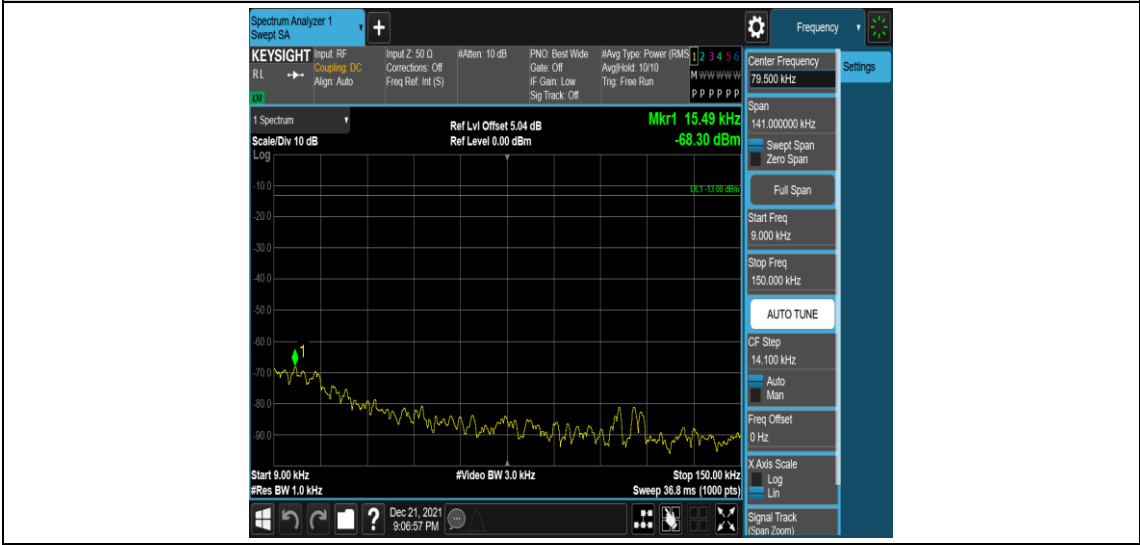 Spectrum Analyzer 1
Swept SA
+
Frequency
KEYSIGHT
RL
LM
Input: RF
Coupling: DC
Align: Auto
Input Z: 50 Ω
Corrections: Off
Freq Ref: Int (S)
#Atten: 10 dB
PNO: Best Wide
Gate: Off
IF Gain: Low
Sig Track: Off
#Avg Type: Power (RMS
Avg|Hold: 10/10
Trig: Free Run
1 2 3 4 5 6
M W W W W W
P P P P P P
1 Spectrum
Scale/Div 10 dB
Log
Ref Lvl Offset 5.04 dB
Ref Level 0.00 dBm
Mkr1 15.49 kHz
-68.30 dBm
DL1 -13.00 dBm
-10.0
-20.0
-30.0
-40.0
-50.0
-60.0
-70.0
-80.0
-90.0
1
Start 9.00 kHz
#Res BW 1.0 kHz
#Video BW 3.0 kHz
Stop 150.00 kHz
Sweep 36.8 ms (1000 pts)
Center Frequency
79.500 kHz
Settings
Span
141.000000 kHz
Swept Span
Zero Span
Full Span
Start Freq
9.000 kHz
Stop Freq
150.000 kHz
AUTO TUNE
CF Step
14.100 kHz
Auto
Man
Freq Offset
0 Hz
X Axis Scale
Log
Lin
Signal Track
(Span Zoom)
?
Dec 21, 2021
9:06:57 PM